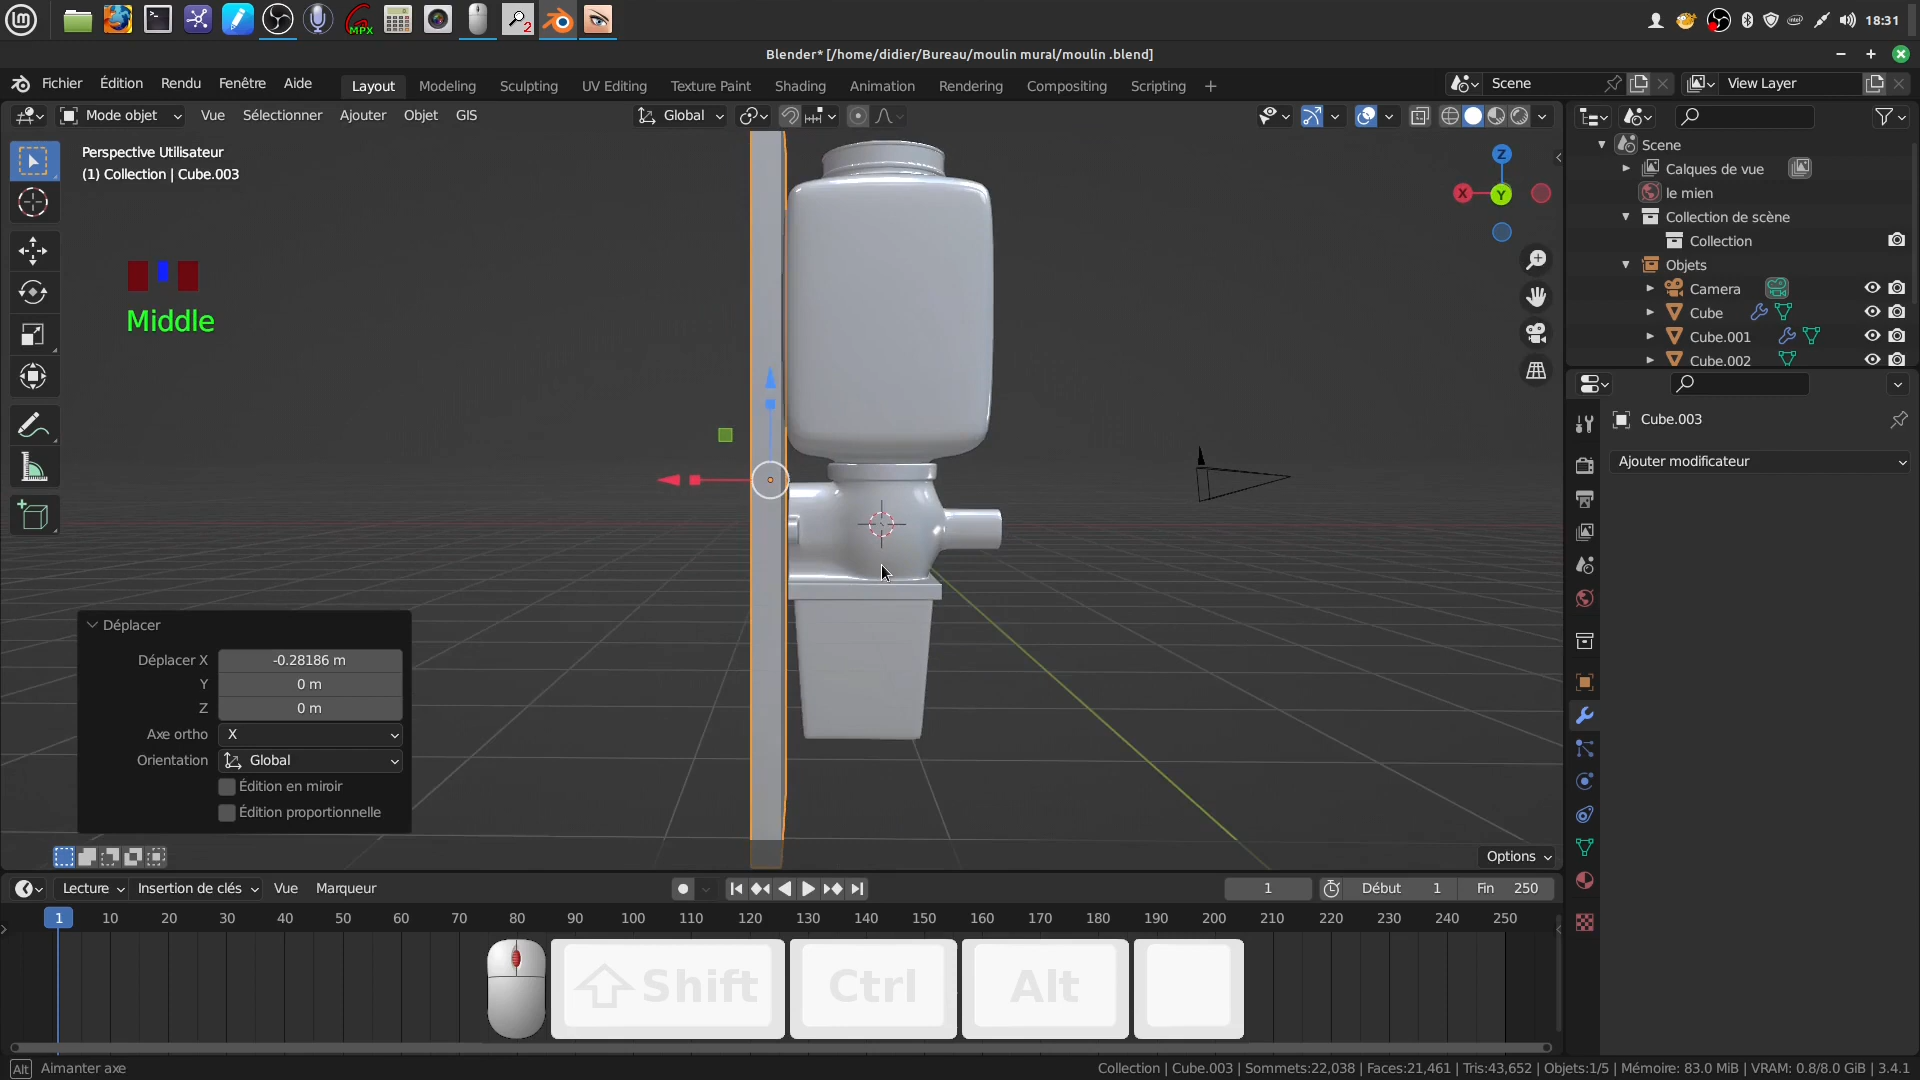 MPX
2
18:31
Blender* [/home/didier/Bureau/moulin mural/moulin .blend]
Fichier Édition Rendu Fenêtre Aide
Layout Modeling Sculpting UV Editing Texture Paint Shading Animation Rendering Compositing Scripting +
Scene
View Layer
Mode objet Vue Sélectionner Ajouter Objet GIS
Global
Perspective Utilisateur
(1) Collection | Cube.003
Middle
Z
X
Y
Scene
Calques de vue
le mien
Collection de scène
Collection
Objets
Camera
Cube
Cube.001
Cube.002
Cube.003
Ajouter modificateur
Déplacer
Déplacer X -0.28186 m
Y 0 m
Z 0 m
Axe ortho X
Orientation Global
Édition en miroir
Édition proportionnelle
Options
Lecture Insertion de clés Vue Marqueur
1
Début 1
Fin 250
1 10 20 30 40 50 60 70 80 90 100 110 120 130 140 150 160 170 180 190 200 210 220 230 240 250
Shift
Ctrl
Alt
Alt Aimanter axe
Collection | Cube.003 | Sommets:22,038 | Faces:21,461 | Tris:43,652 | Objets:1/5 | Mémoire: 83.0 MiB | VRAM: 0.8/8.0 GiB | 3.4.1